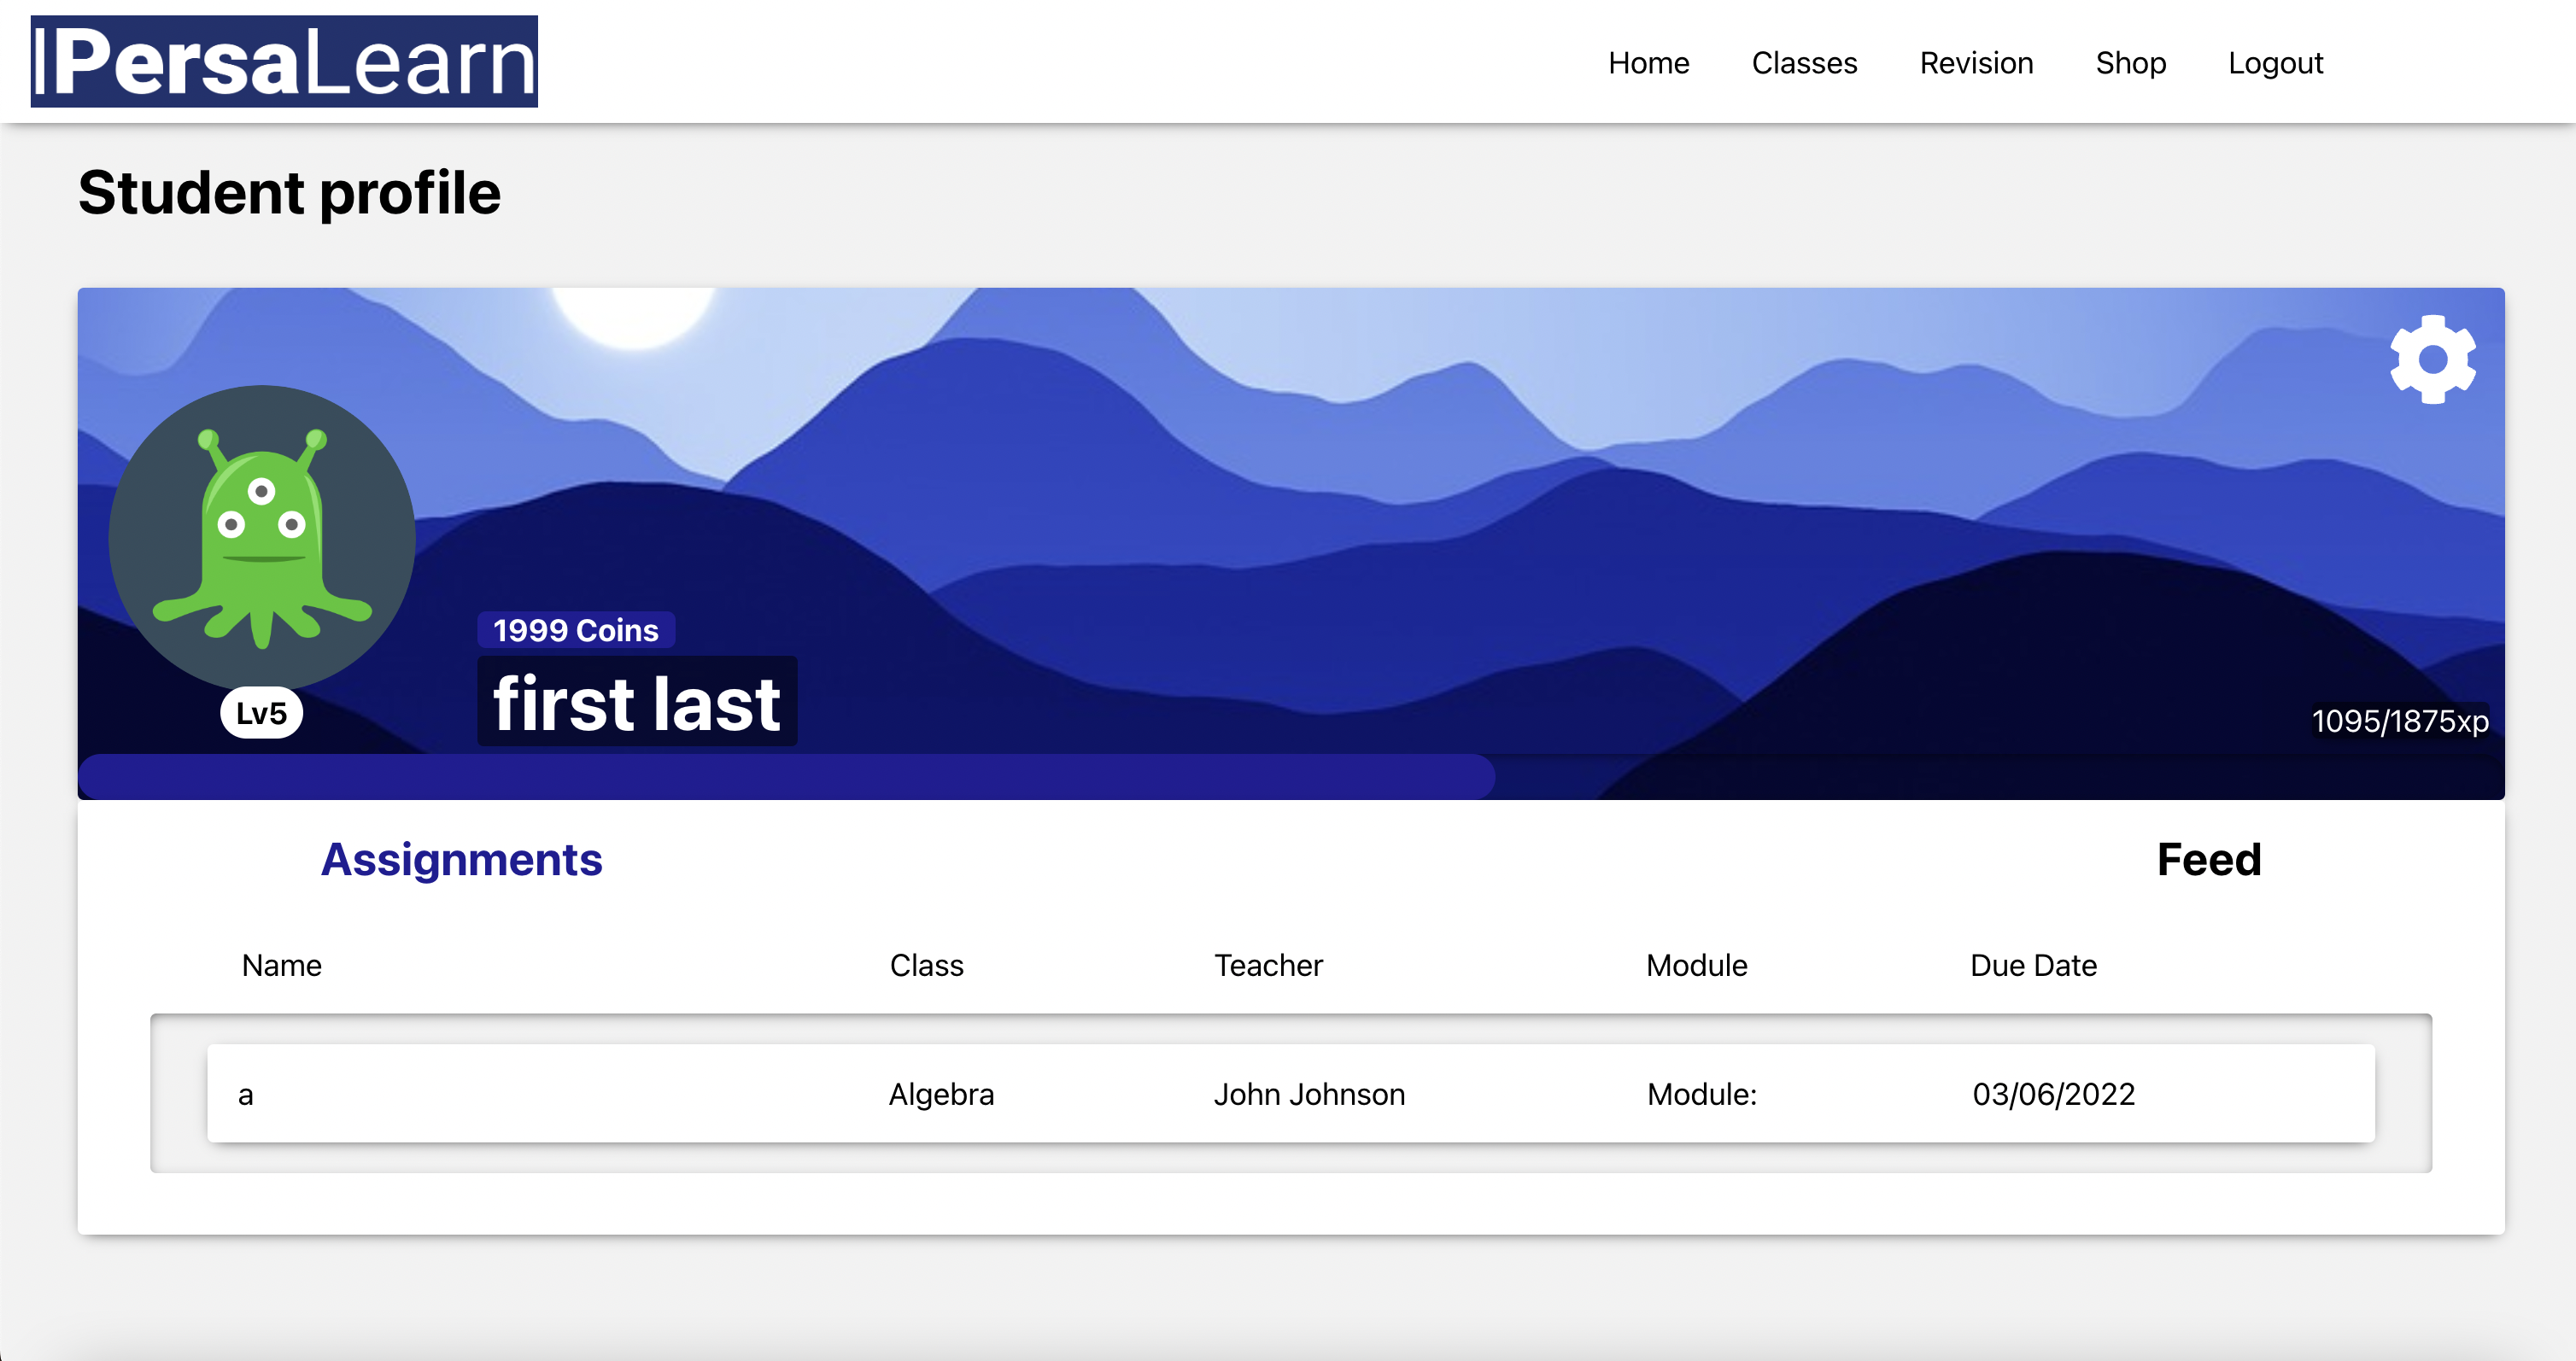 PersaLearn
Home Classes Revision Shop Logout
Student profile
1999 Coins
first last
Lv5
1095/1875xp
Assignments Feed
Name Class Teacher Module Due Date
a Algebra John Johnson Module: 03/06/2022